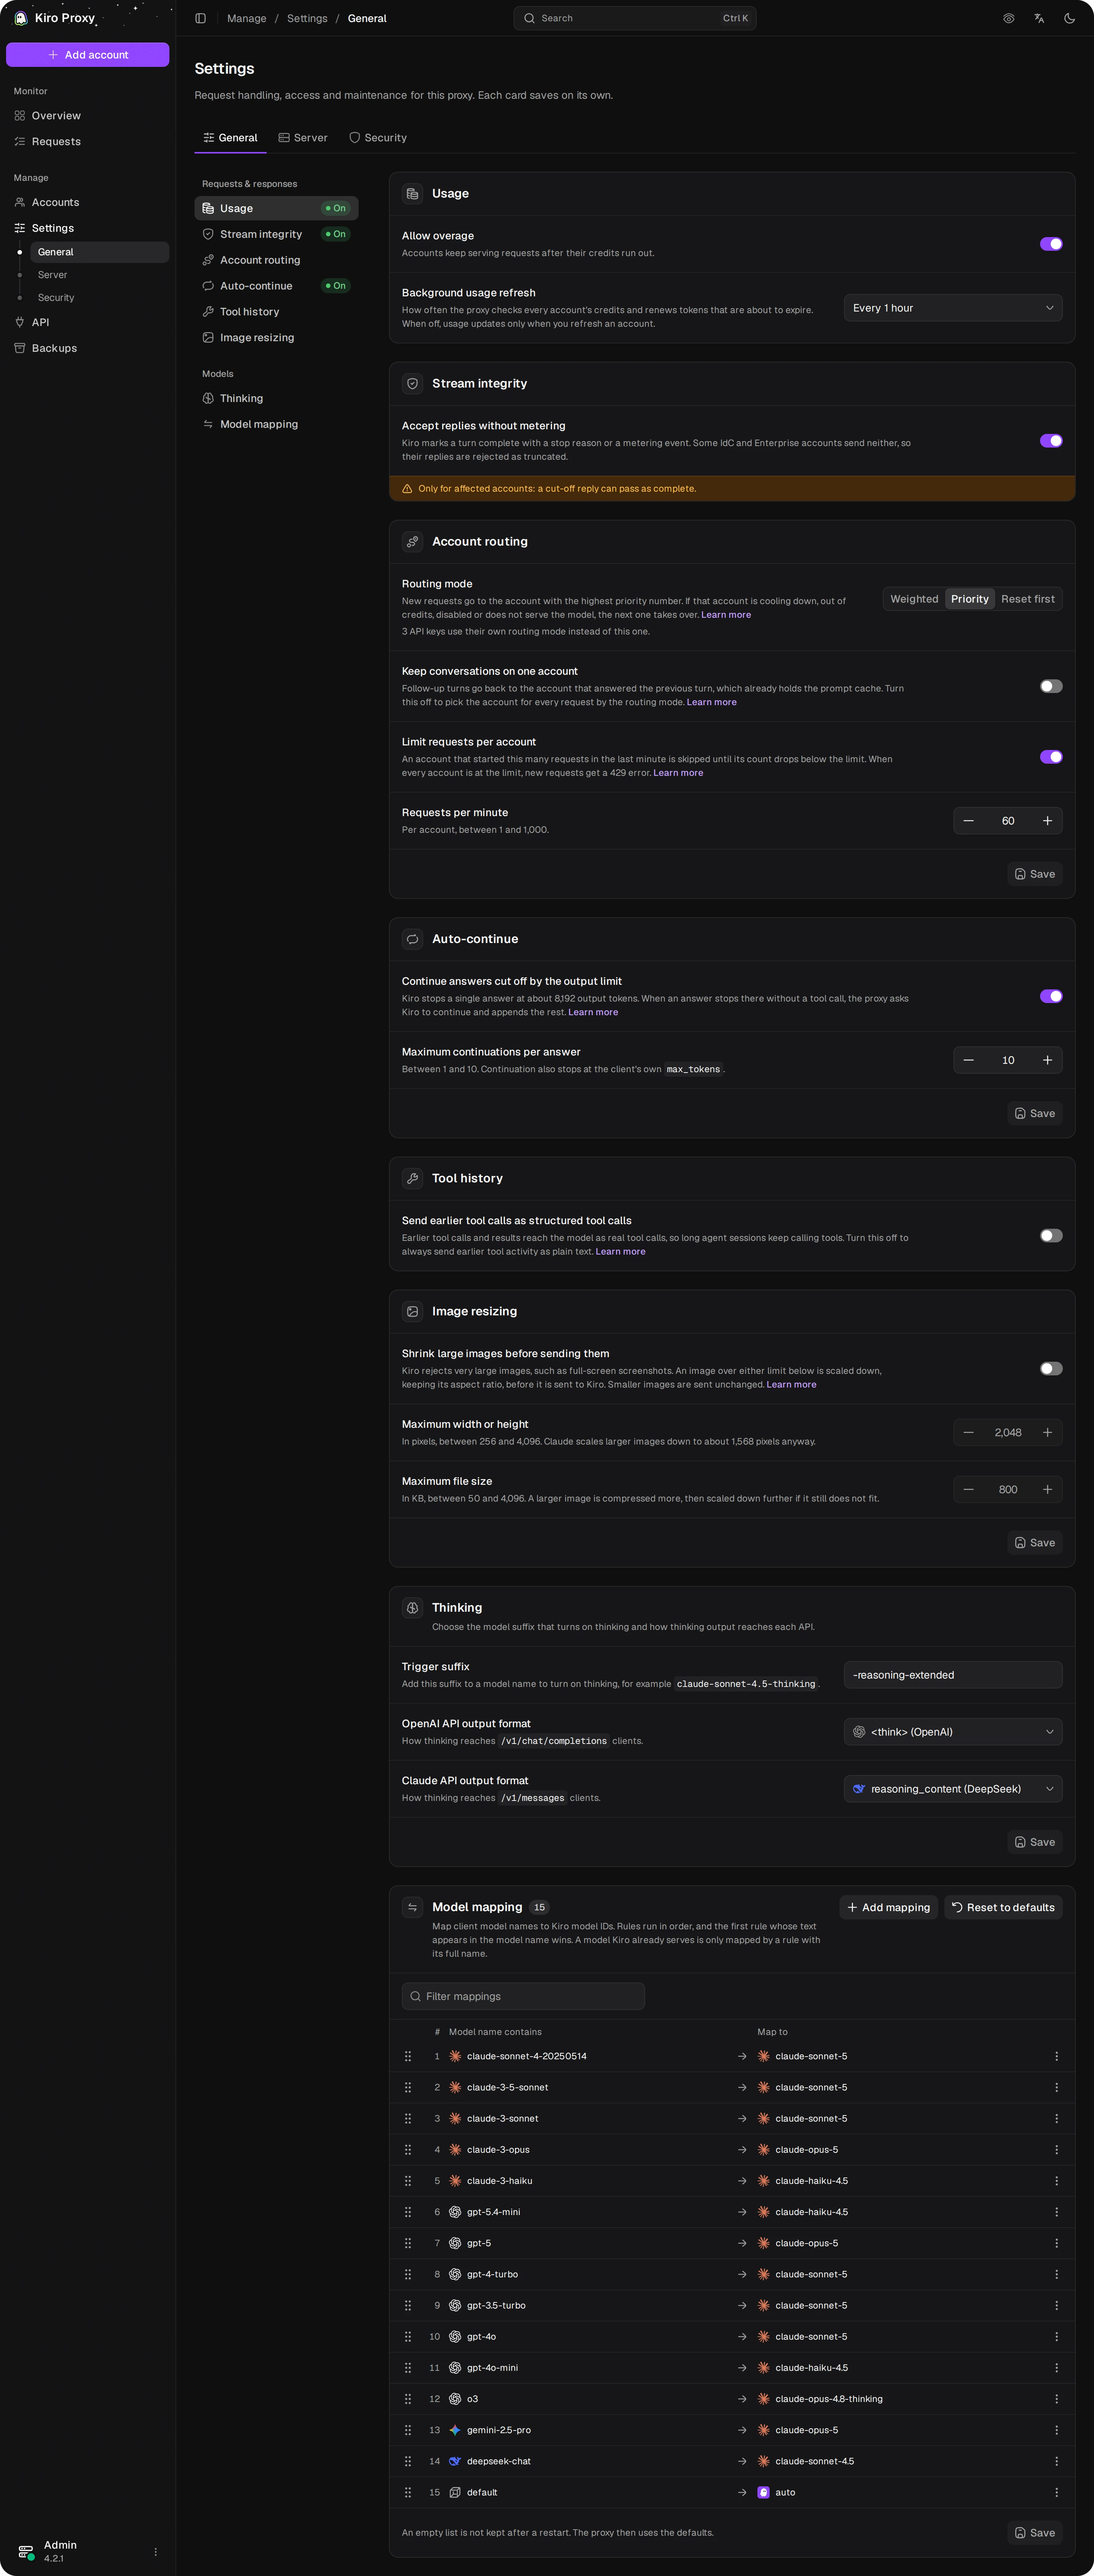 Kiro Proxy
Manage / Settings / General
Search
Ctrl K
Add account
Monitor
Overview
Requests
Manage
Accounts
Settings
General
Server
Security
API
Backups
Settings
Request handling, access and maintenance for this proxy. Each card saves on its own.
General
Server
Security
Requests & responses
Usage
On
Stream integrity
On
Account routing
Auto-continue
On
Tool history
Image resizing
Models
Thinking
Model mapping
Usage
Allow overage
Accounts keep serving requests after their credits run out.
Background usage refresh
How often the proxy checks every account's credits and renews tokens that are about to expire.
When off, usage updates only when you refresh an account.
Every 1 hour
Stream integrity
Accept replies without metering
Kiro marks a turn complete with a stop reason or a metering event. Some IdC and Enterprise accounts send neither, so
their replies are rejected as truncated.
Only for affected accounts: a cut-off reply can pass as complete.
Account routing
Routing mode
New requests go to the account with the highest priority number. If that account is cooling down, out of
credits, disabled or does not serve the model, the next one takes over. Learn more
3 API keys use their own routing mode instead of this one.
Weighted
Priority
Reset first
Keep conversations on one account
Follow-up turns go back to the account that answered the previous turn, which already holds the prompt cache. Turn
this off to pick the account for every request by the routing mode. Learn more
Limit requests per account
An account that started this many requests in the last minute is skipped until its count drops below the limit. When
every account is at the limit, new requests get a 429 error. Learn more
Requests per minute
Per account, between 1 and 1,000.
60
Save
Auto-continue
Continue answers cut off by the output limit
Kiro stops a single answer at about 8,192 output tokens. When an answer stops there without a tool call, the proxy asks
Kiro to continue and appends the rest. Learn more
Maximum continuations per answer
Between 1 and 10. Continuation also stops at the client's own max_tokens.
10
Save
Tool history
Send earlier tool calls as structured tool calls
Earlier tool calls and results reach the model as real tool calls, so long agent sessions keep calling tools. Turn this off to
always send earlier tool activity as plain text. Learn more
Image resizing
Shrink large images before sending them
Kiro rejects very large images, such as full-screen screenshots. An image over either limit below is scaled down,
keeping its aspect ratio, before it is sent to Kiro. Smaller images are sent unchanged. Learn more
Maximum width or height
In pixels, between 256 and 4,096. Claude scales larger images down to about 1,568 pixels anyway.
2,048
Maximum file size
In KB, between 50 and 4,096. A larger image is compressed more, then scaled down further if it still does not fit.
800
Save
Thinking
Choose the model suffix that turns on thinking and how thinking output reaches each API.
Trigger suffix
Add this suffix to a model name to turn on thinking, for example claude-sonnet-4.5-thinking.
-reasoning-extended
OpenAI API output format
How thinking reaches /v1/chat/completions clients.
<think> (OpenAI)
Claude API output format
How thinking reaches /v1/messages clients.
reasoning_content (DeepSeek)
Save
Model mapping 15
Map client model names to Kiro model IDs. Rules run in order, and the first rule whose text
appears in the model name wins. A model Kiro already serves is only mapped by a rule with
its full name.
Add mapping
Reset to defaults
Filter mappings
# Model name contains Map to
1 claude-sonnet-4-20250514 → claude-sonnet-5
2 claude-3-5-sonnet → claude-sonnet-5
3 claude-3-sonnet → claude-sonnet-5
4 claude-3-opus → claude-opus-5
5 claude-3-haiku → claude-haiku-4.5
6 gpt-5.4-mini → claude-haiku-4.5
7 gpt-5 → claude-opus-5
8 gpt-4-turbo → claude-sonnet-5
9 gpt-3.5-turbo → claude-sonnet-5
10 gpt-4o → claude-sonnet-5
11 gpt-4o-mini → claude-haiku-4.5
12 o3 → claude-opus-4.8-thinking
13 gemini-2.5-pro → claude-opus-5
14 deepseek-chat → claude-sonnet-4.5
15 default → auto
An empty list is not kept after a restart. The proxy then uses the defaults.
Save
Admin
4.2.1